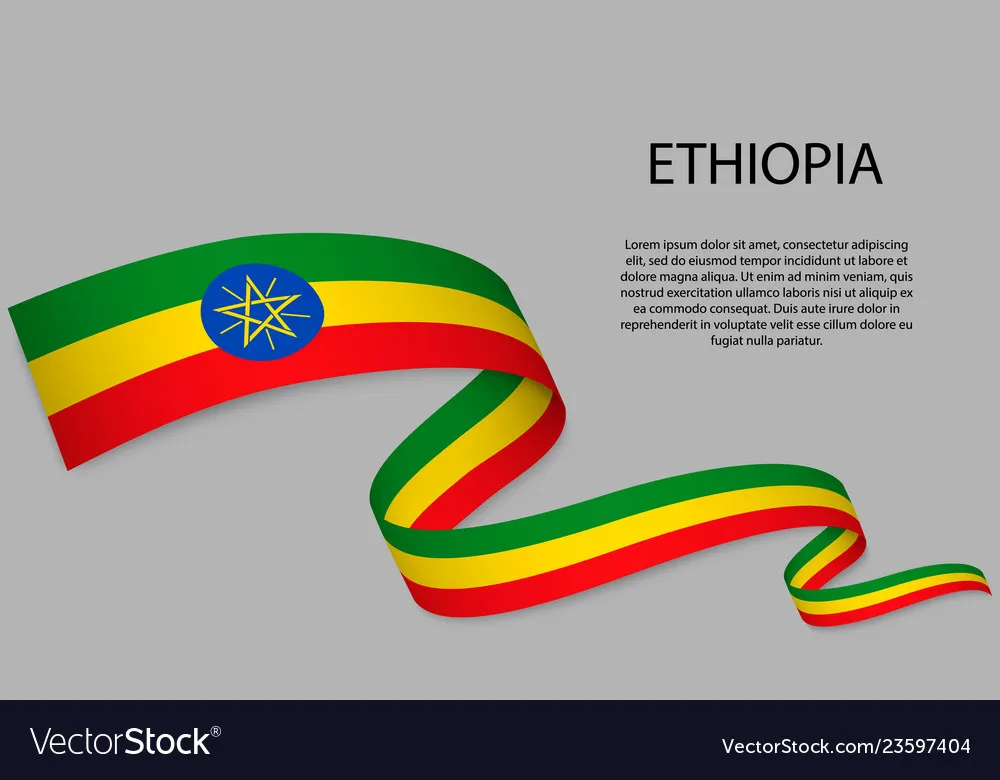 ETHIOPIA
Lorem ipsum dolor sit amet, consectetur adipiscing
elit, sed do eiusmod tempor incididunt ut labore et
dolore magna aliqua. Ut enim ad minim veniam, quis
nostrud exercitation ullamco laboris nisi ut aliquip ex
ea commodo consequat. Duis aute irure dolor in
reprehenderit in voluptate velit esse cillum dolore eu
fugiat nulla pariatur.
VectorStock®
VectorStock.com/23597404